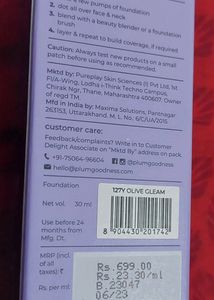 few pumps of foundation
2. dot all over face & neck
3. blend with a beauty blender or a foundation
brush
4. layer & repeat to build coverage, if required
Caution: Always test new products on a small
patch before using as recommended.
Mktd by: Pureplay Skin Sciences (I) Pvt Ltd, 1st
Fl/A-Wing, Lodha i-Think Techno Campus,
Chirak Ngr, Thane, Maharashtra 400607. Owner
of regd TM.
Mfd in India by: Maxima Solutions, Pantnagar,
263153, Uttarakhand. M. L No. 6/C/UA/2015
customer care:
Feedback/complaints? Write in to Customer
Delight Associate on "Mktd By" address on pack.
+91-75064-96604
@plumgoodness
hello@plumgoodness.com
Foundation
127Y OLIVE GLEAM
Net vol. 30 ml
8 904430 201742
Use before 24
months from
Mfg. Dt.
MRP (incl.
of all taxes) ₹
Rs.699.00
Rs per ml:
Rs.23.30/ml
B.23047
06/23